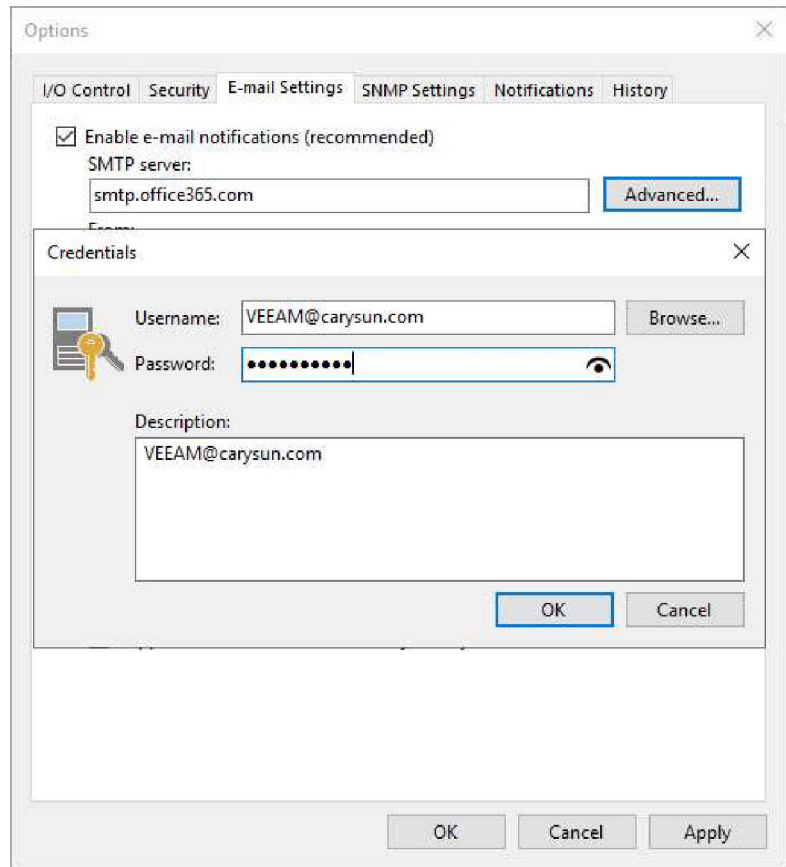 Options
I/O Control Security E-mail Settings SNMP Settings Notifications History
Enable e-mail notifications (recommended)
SMTP server:
smtp.office365.com Advanced...
From:
Credentials
Username: VEEAM@carysun.com Browse...
Password: ●●●●●●●●●●
Description:
VEEAM@carysun.com
OK Cancel
OK Cancel Apply